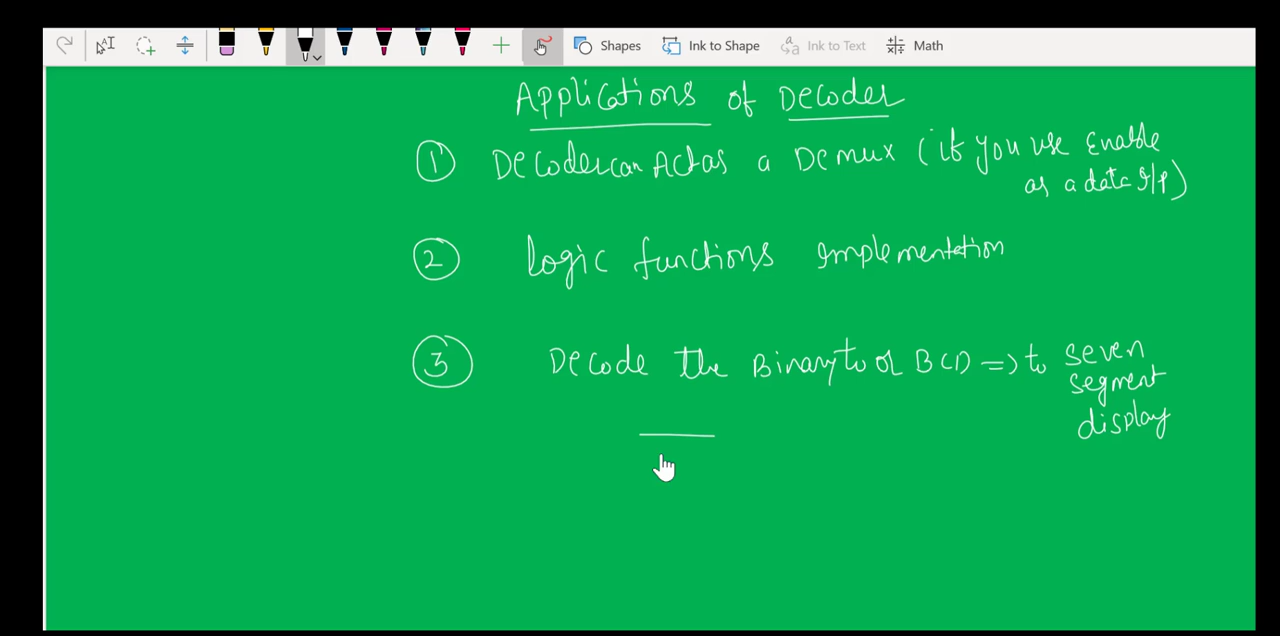 Shapes Ink to Shape Ink to Text Math
Applications of Decoder
① Decoder can Act as a Demux (if you use Enable
as a data I/p)
② logic functions Implementation
③ Decode the Binary to or BCD => to seven
segment
display